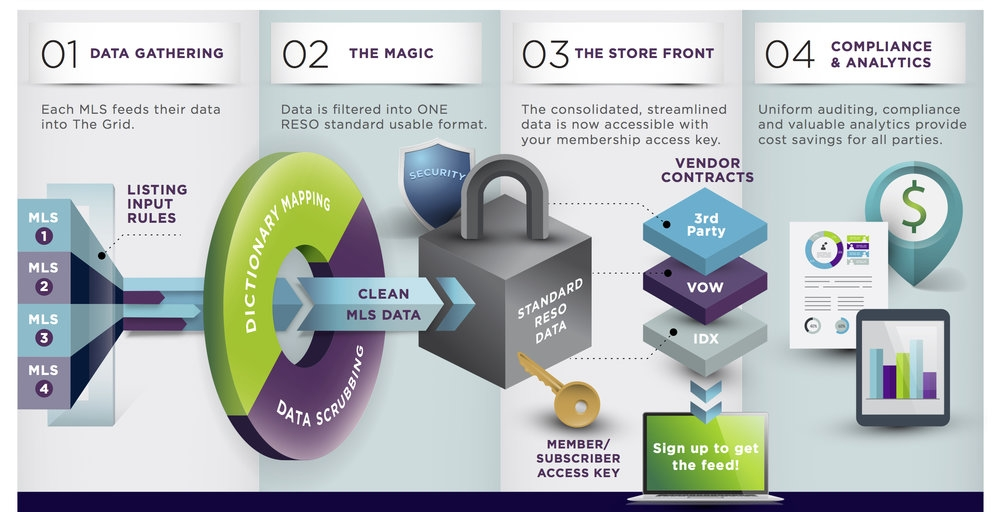 01 DATA GATHERING
Each MLS feeds their data
into The Grid.
LISTING
INPUT
RULES
MLS
1
MLS
2
MLS
3
MLS
4
02 THE MAGIC
Data is filtered into ONE
RESO standard usable format.
SECURITY
DICTIONARY MAPPING
DATA SCRUBBING
CLEAN
MLS DATA
STANDARD
RESO
DATA
03 THE STORE FRONT
The consolidated, streamlined
data is now accessible with
your membership access key.
VENDOR
CONTRACTS
3rd
Party
VOW
IDX
MEMBER/
SUBSCRIBER
ACCESS KEY
Sign up to get
the feed!
04 COMPLIANCE
& ANALYTICS
Uniform auditing, compliance
and valuable analytics provide
cost savings for all parties.
$